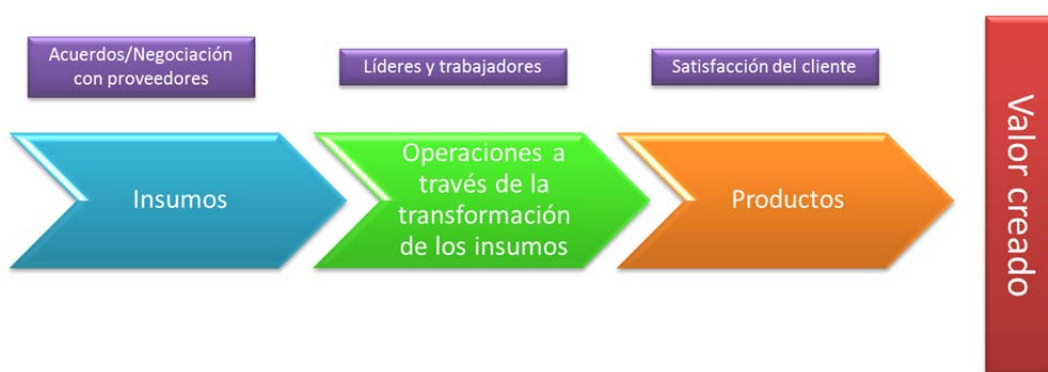 Acuerdos/Negociación
con proveedores
Líderes y trabajadores
Satisfacción del cliente
Insumos
Operaciones a
través de la
transformación
de los insumos
Productos
Valor creado